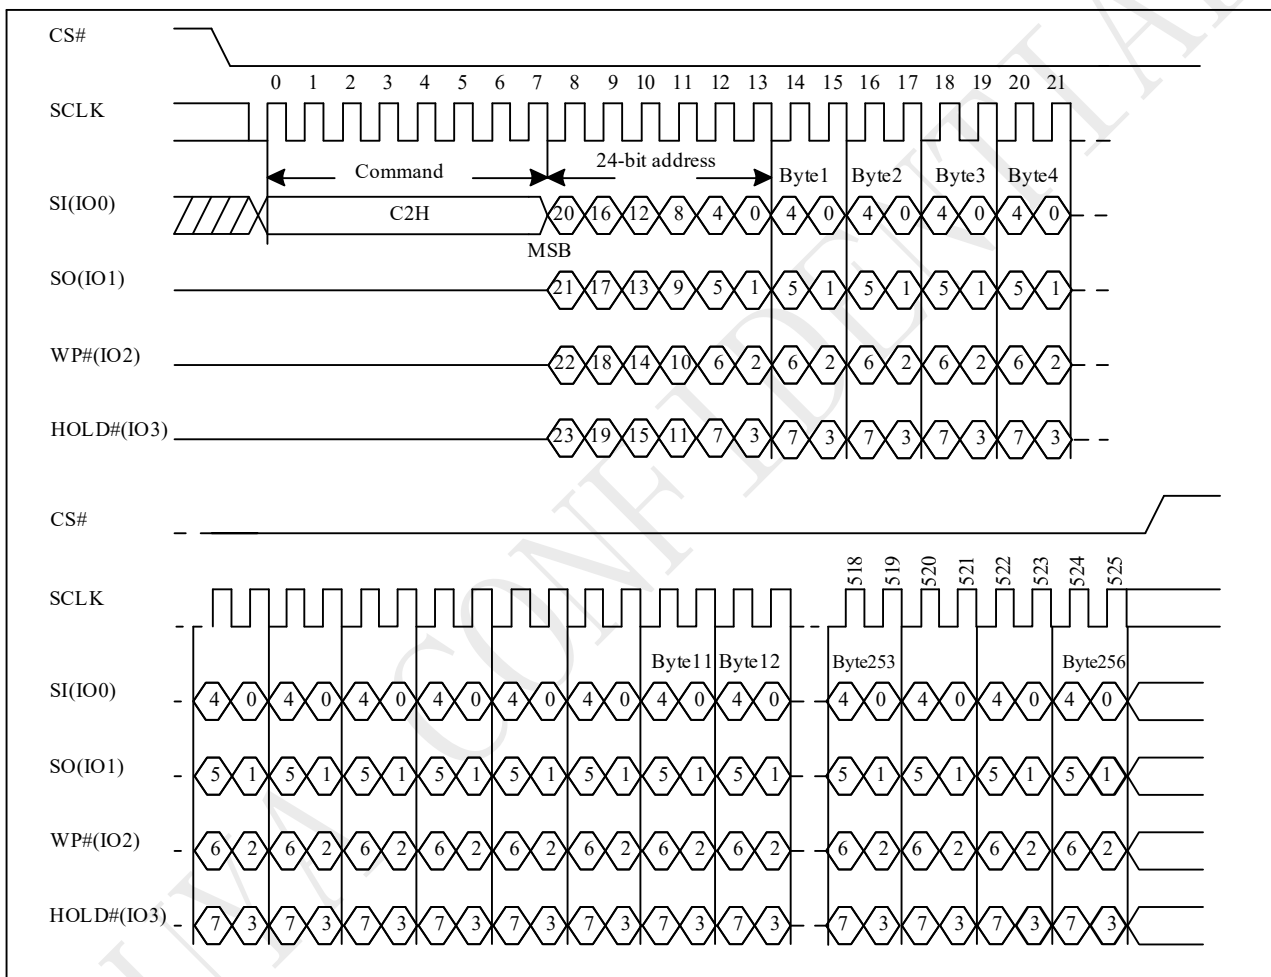 CS#
0 1 2 3 4 5 6 7 8 9 10 11 12 13 14 15 16 17 18 19 20 21
SCLK
Command 24-bit address Byte1 Byte2 Byte3 Byte4
SI(IO0) C2H 20 16 12 8 4 0 4 0 4 0 4 0 4 0
MSB
SO(IO1) 21 17 13 9 5 1 5 1 5 1 5 1 5 1
WP#(IO2) 22 18 14 10 6 2 6 2 6 2 6 2 6 2
HOLD#(IO3) 23 19 15 11 7 3 7 3 7 3 7 3 7 3
CS#
518 519 520 521 522 523 524 525
SCLK
Byte11 Byte12 Byte253 Byte256
SI(IO0) 4 0 4 0 4 0 4 0 4 0 4 0 4 0 4 0 4 0 4 0 4 0 4 0
SO(IO1) 5 1 5 1 5 1 5 1 5 1 5 1 5 1 5 1 5 1 5 1 5 1 5 1
WP#(IO2) 6 2 6 2 6 2 6 2 6 2 6 2 6 2 6 2 6 2 6 2 6 2 6 2
HOLD#(IO3) 7 3 7 3 7 3 7 3 7 3 7 3 7 3 7 3 7 3 7 3 7 3 7 3